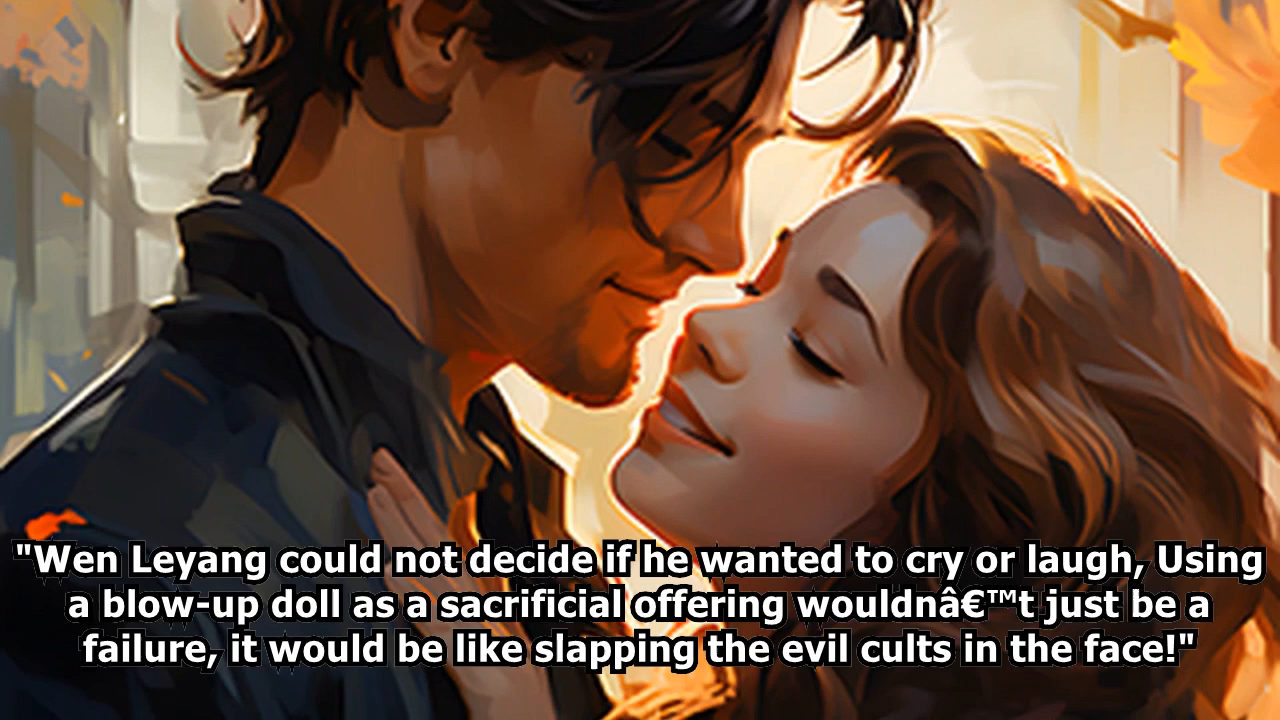 "Wen Leyang could not decide if he wanted to cry or laugh, Using
a blow-up doll as a sacrificial offering wouldnâ€™t just be a
failure, it would be like slapping the evil cults in the face!"